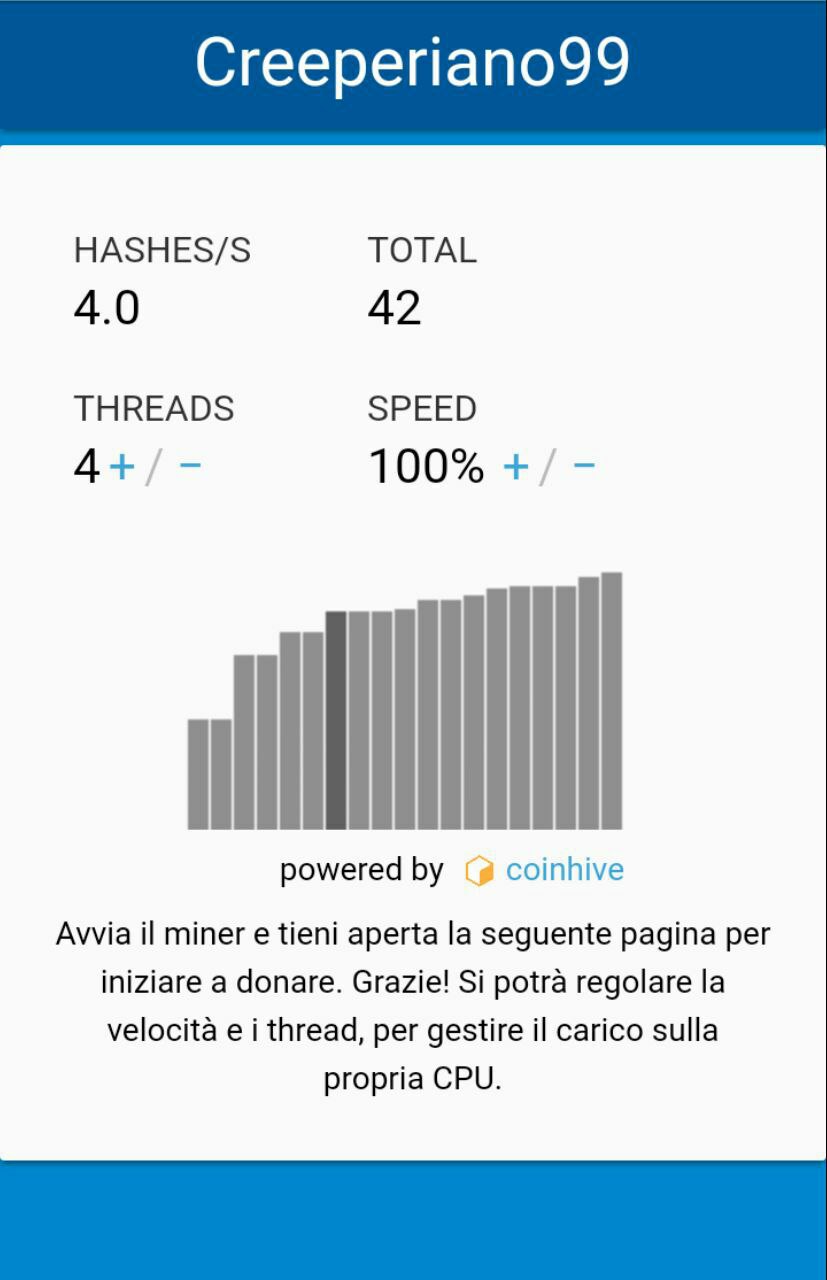 Creeperiano99
HASHES/S TOTAL
4.0 42
THREADS SPEED
4 + / − 100% + / −
powered by coinhive
Avvia il miner e tieni aperta la seguente pagina per
iniziare a donare. Grazie! Si potrà regolare la
velocità e i thread, per gestire il carico sulla
propria CPU.